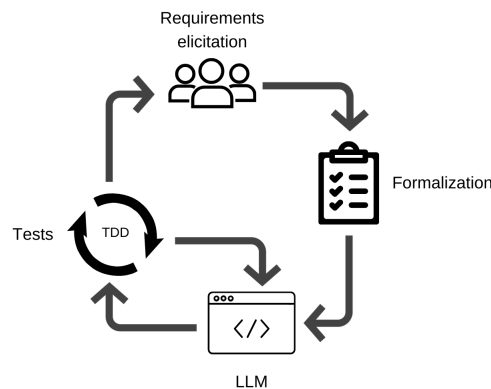 Requirements
elicitation
Formalization
Tests
TDD
</>
LLM